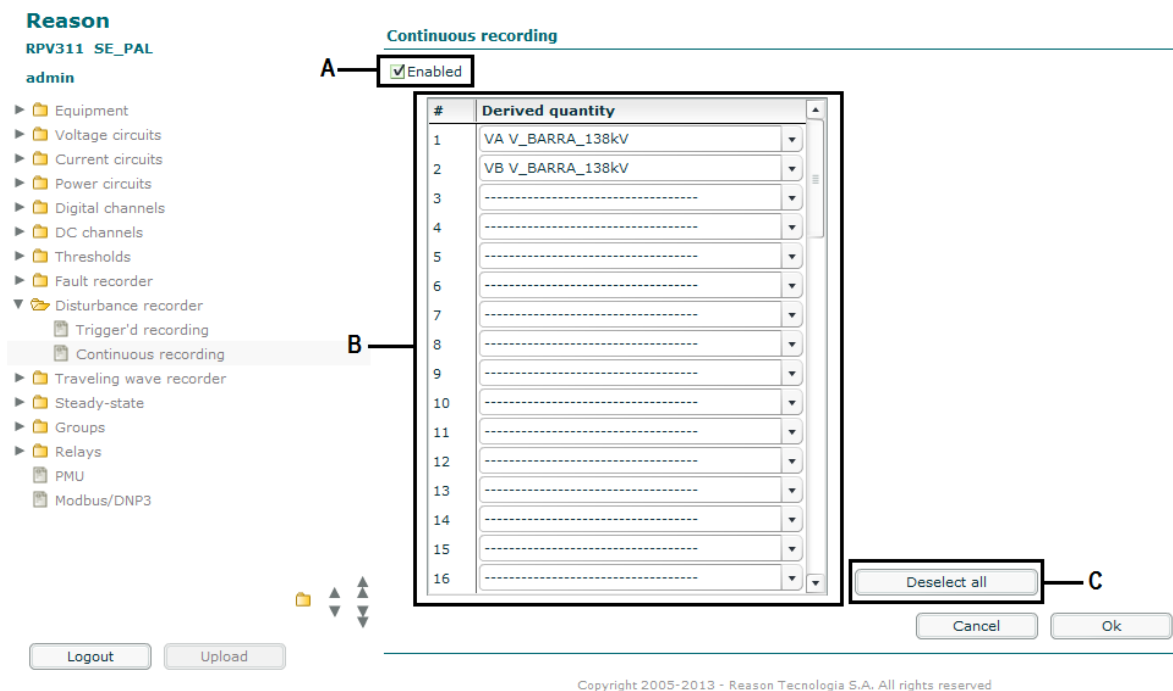 Reason
RPV311 SE_PAL
admin
Equipment
Voltage circuits
Current circuits
Power circuits
Digital channels
DC channels
Thresholds
Fault recorder
Disturbance recorder
Trigger'd recording
Continuous recording
Traveling wave recorder
Steady-state
Groups
Relays
PMU
Modbus/DNP3
Logout Upload
Continuous recording
A
Enabled
B
# Derived quantity
1 VA V_BARRA_138kV
2 VB V_BARRA_138kV
3 ----------------------------------
4 ----------------------------------
5 ----------------------------------
6 ----------------------------------
7 ----------------------------------
8 ----------------------------------
9 ----------------------------------
10 ----------------------------------
11 ----------------------------------
12 ----------------------------------
13 ----------------------------------
14 ----------------------------------
15 ----------------------------------
16 ----------------------------------
Deselect all
C
Cancel Ok
Copyright 2005-2013 - Reason Tecnologia S.A. All rights reserved